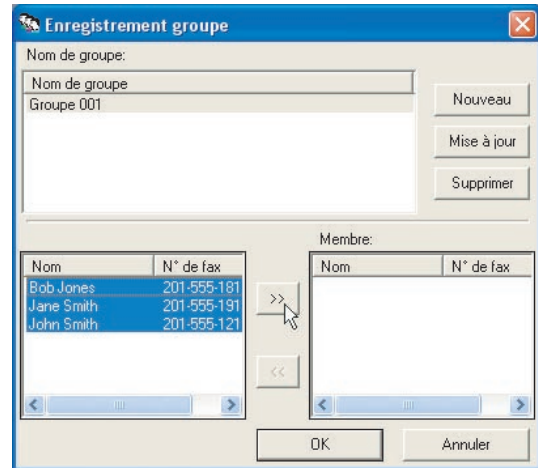 Enregistrement groupe
Nom de groupe:
Nom de groupe
Groupe 001
Nouveau
Mise à jour
Supprimer
Membre:
Nom N° de fax
Bob Jones 201-555-181
Jane Smith 201-555-191
John Smith 201-555-121
>>
<<
Nom N° de fax
OK Annuler